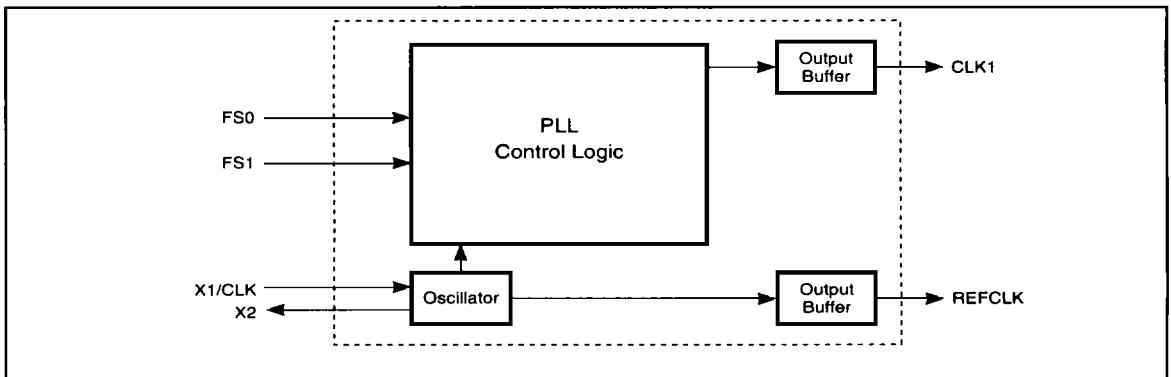 Output
Buffer
CLK1
FS0
PLL
Control Logic
FS1
X1/CLK
X2
Oscillator
Output
Buffer
REFCLK